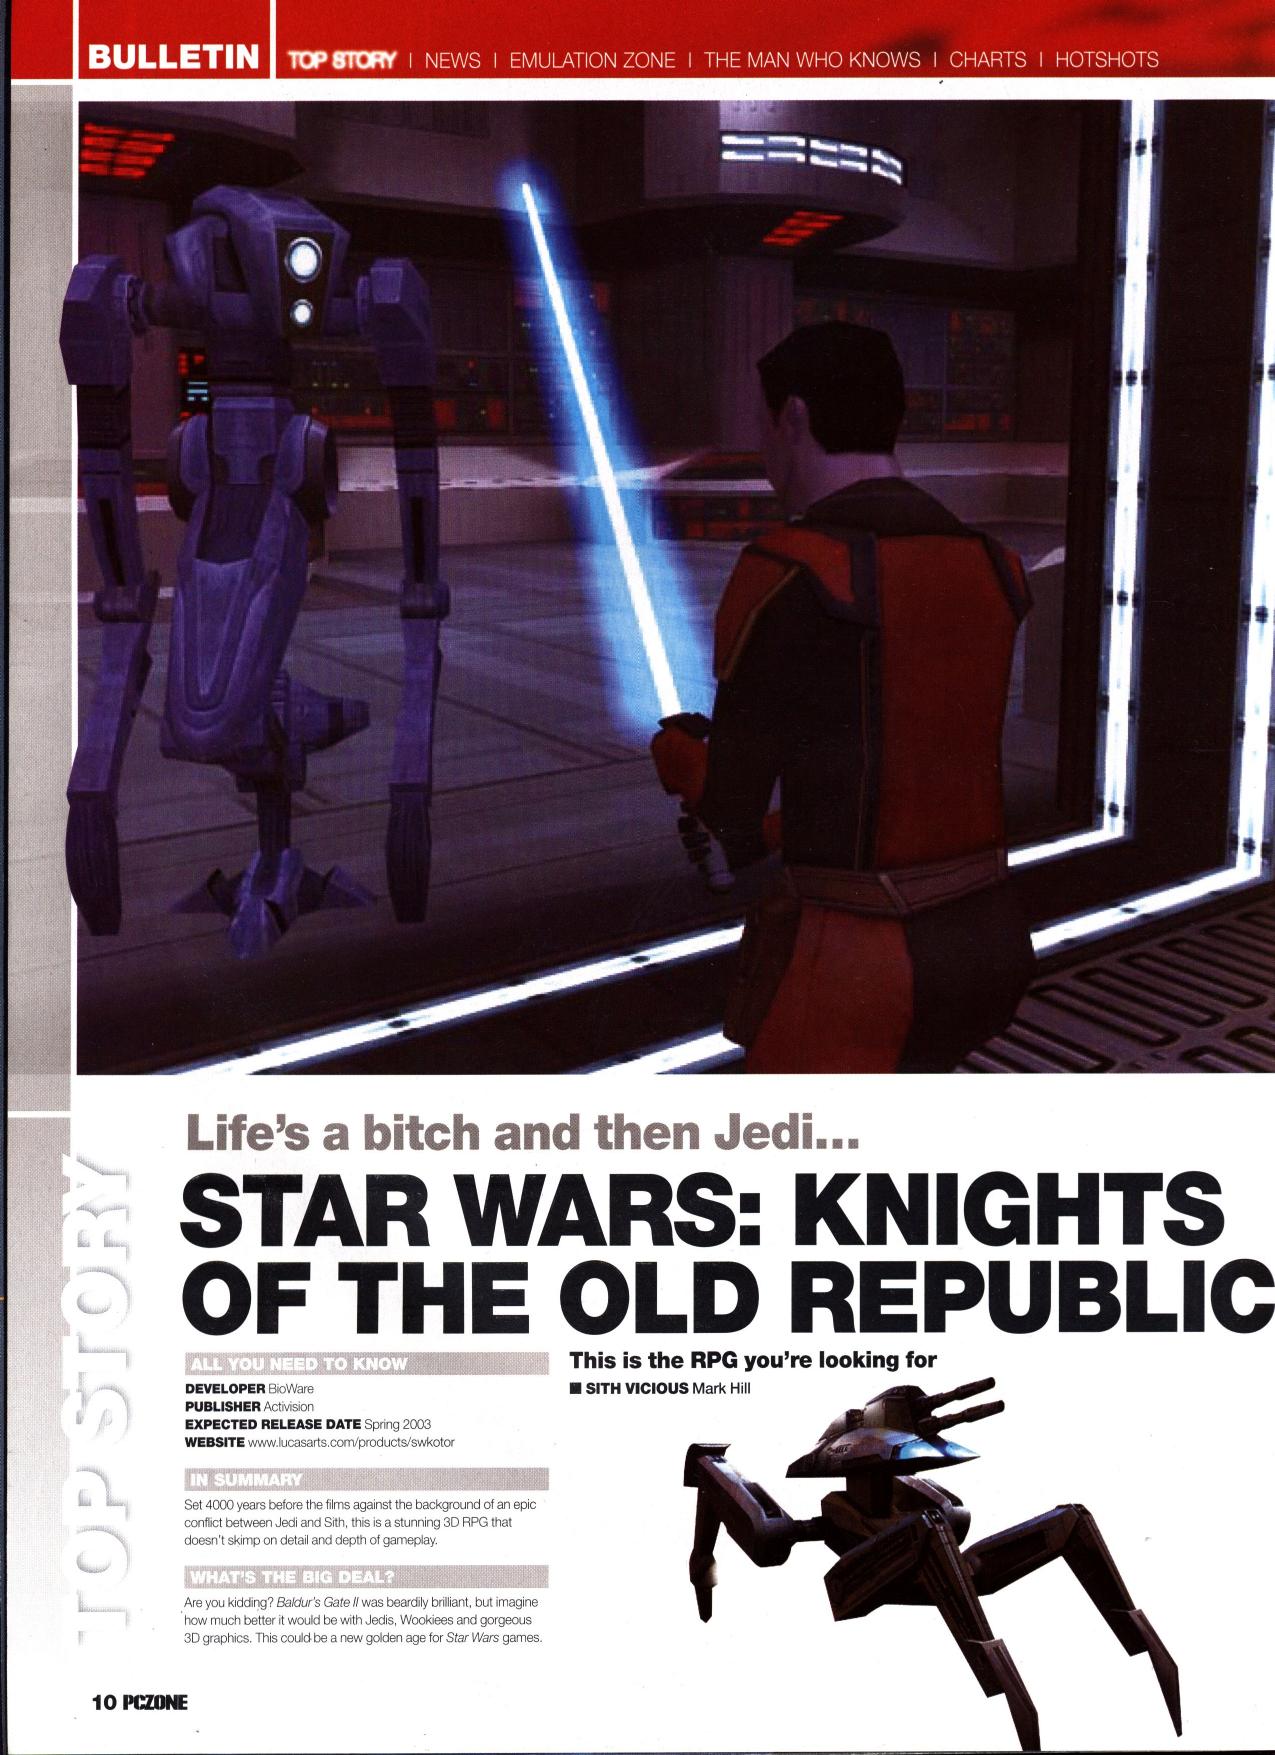 BULLETIN
TOP STORY | NEWS | EMULATION ZONE | THE MAN WHO KNOWS | CHARTS | HOTSHOTS
TOP STORY
Life's a bitch and then Jedi...
STAR WARS: KNIGHTS
OF THE OLD REPUBLIC
ALL YOU NEED TO KNOW
DEVELOPER BioWare
PUBLISHER Activision
EXPECTED RELEASE DATE Spring 2003
WEBSITE www.lucasarts.com/products/swkotor
IN SUMMARY
Set 4000 years before the films against the background of an epic
conflict between Jedi and Sith, this is a stunning 3D RPG that
doesn't skimp on detail and depth of gameplay.
WHAT'S THE BIG DEAL?
Are you kidding? Baldur's Gate II was beardily brilliant, but imagine
how much better it would be with Jedis, Wookiees and gorgeous
3D graphics. This could be a new golden age for Star Wars games.
This is the RPG you're looking for
■ SITH VICIOUS Mark Hill
10 PCZONE